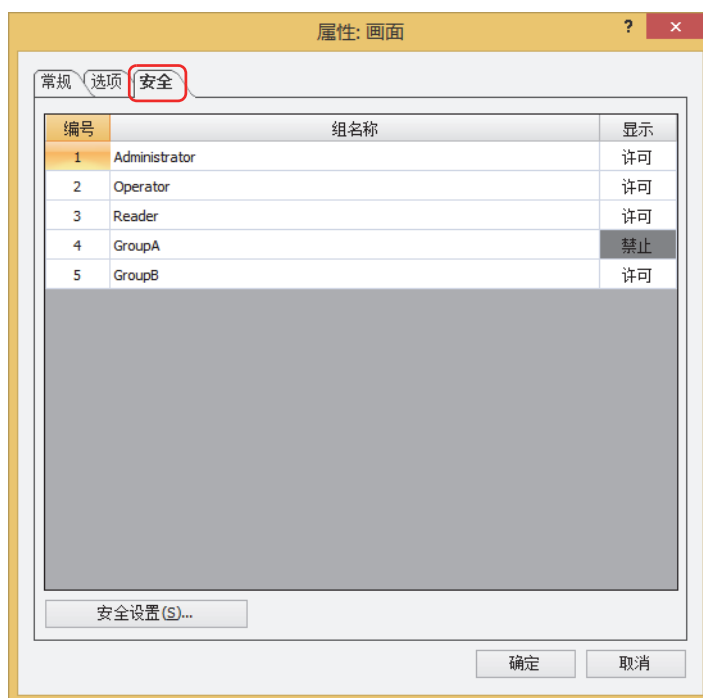 属性: 画面 ? ×
常规 选项 安全
编号 组名称 显示
1 Administrator 许可
2 Operator 许可
3 Reader 许可
4 GroupA 禁止
5 GroupB 许可
安全设置(S)...
确定 取消